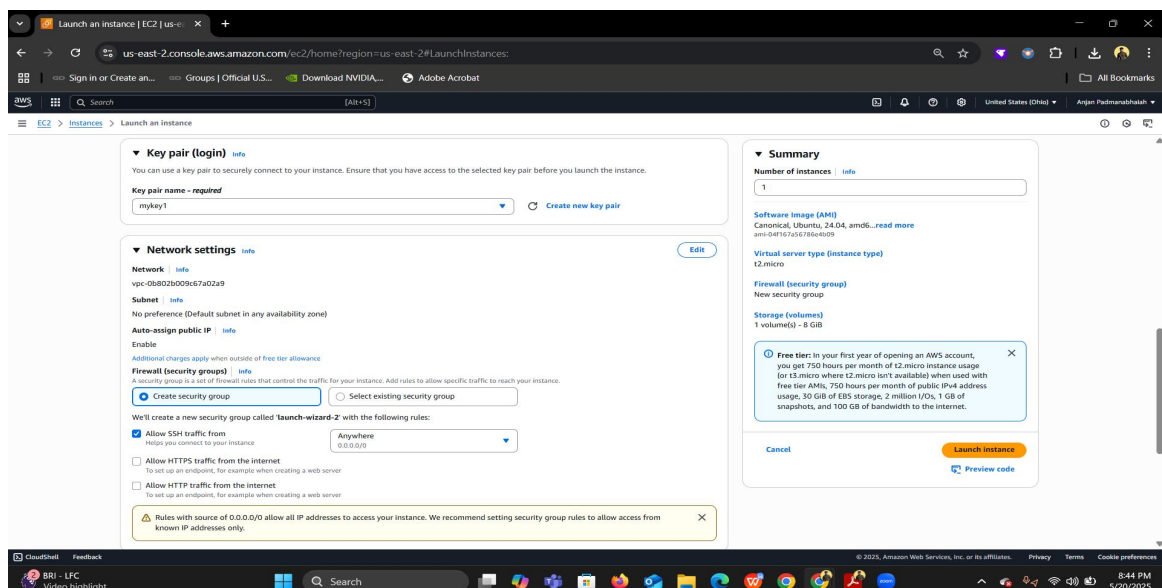 Launch an instance | EC2 | us-e
us-east-2.console.aws.amazon.com/ec2/home?region=us-east-2#LaunchInstances:
Sign in or Create an... Groups | Official U.S... Download NVIDIA,... Adobe Acrobat All Bookmarks
aws Search [Alt+S] United States (Ohio) Anjan Padmanabhaiah
EC2 > Instances > Launch an instance
Key pair (login) Info
You can use a key pair to securely connect to your instance. Ensure that you have access to the selected key pair before you launch the instance.
Key pair name - required
mykey1 Create new key pair
Network settings Info Edit
Network Info
vpc-0b802b009c67a02a9
Subnet Info
No preference (Default subnet in any availability zone)
Auto-assign public IP Info
Enable
Additional charges apply when outside of free tier allowance
Firewall (security groups) Info
A security group is a set of firewall rules that control the traffic for your instance. Add rules to allow specific traffic to reach your instance.
Create security group Select existing security group
We'll create a new security group called 'launch-wizard-2' with the following rules:
Allow SSH traffic from
Helps you connect to your instance
Anywhere
0.0.0.0/0
Allow HTTPS traffic from the internet
To set up an endpoint, for example when creating a web server
Allow HTTP traffic from the internet
To set up an endpoint, for example when creating a web server
Rules with source of 0.0.0.0/0 allow all IP addresses to access your instance. We recommend setting security group rules to allow access from
known IP addresses only.
Summary
Number of instances Info
1
Software Image (AMI)
Canonical, Ubuntu, 24.04, amd6...read more
ami-04f167a56786e4b09
Virtual server type (instance type)
t2.micro
Firewall (security group)
New security group
Storage (volumes)
1 volume(s) - 8 GiB
Free tier: In your first year of opening an AWS account,
you get 750 hours per month of t2.micro instance usage
(or t3.micro where t2.micro isn't available) when used with
free tier AMIs, 750 hours per month of public IPv4 address
usage, 30 GiB of EBS storage, 2 million I/Os, 1 GB of
snapshots, and 100 GB of bandwidth to the internet.
Cancel Launch instance
Preview code
CloudShell Feedback © 2025, Amazon Web Services, Inc. or its affiliates. Privacy Terms Cookie preferences
BRI - LFC
Video highlight
Search
8:44 PM
5/20/2025